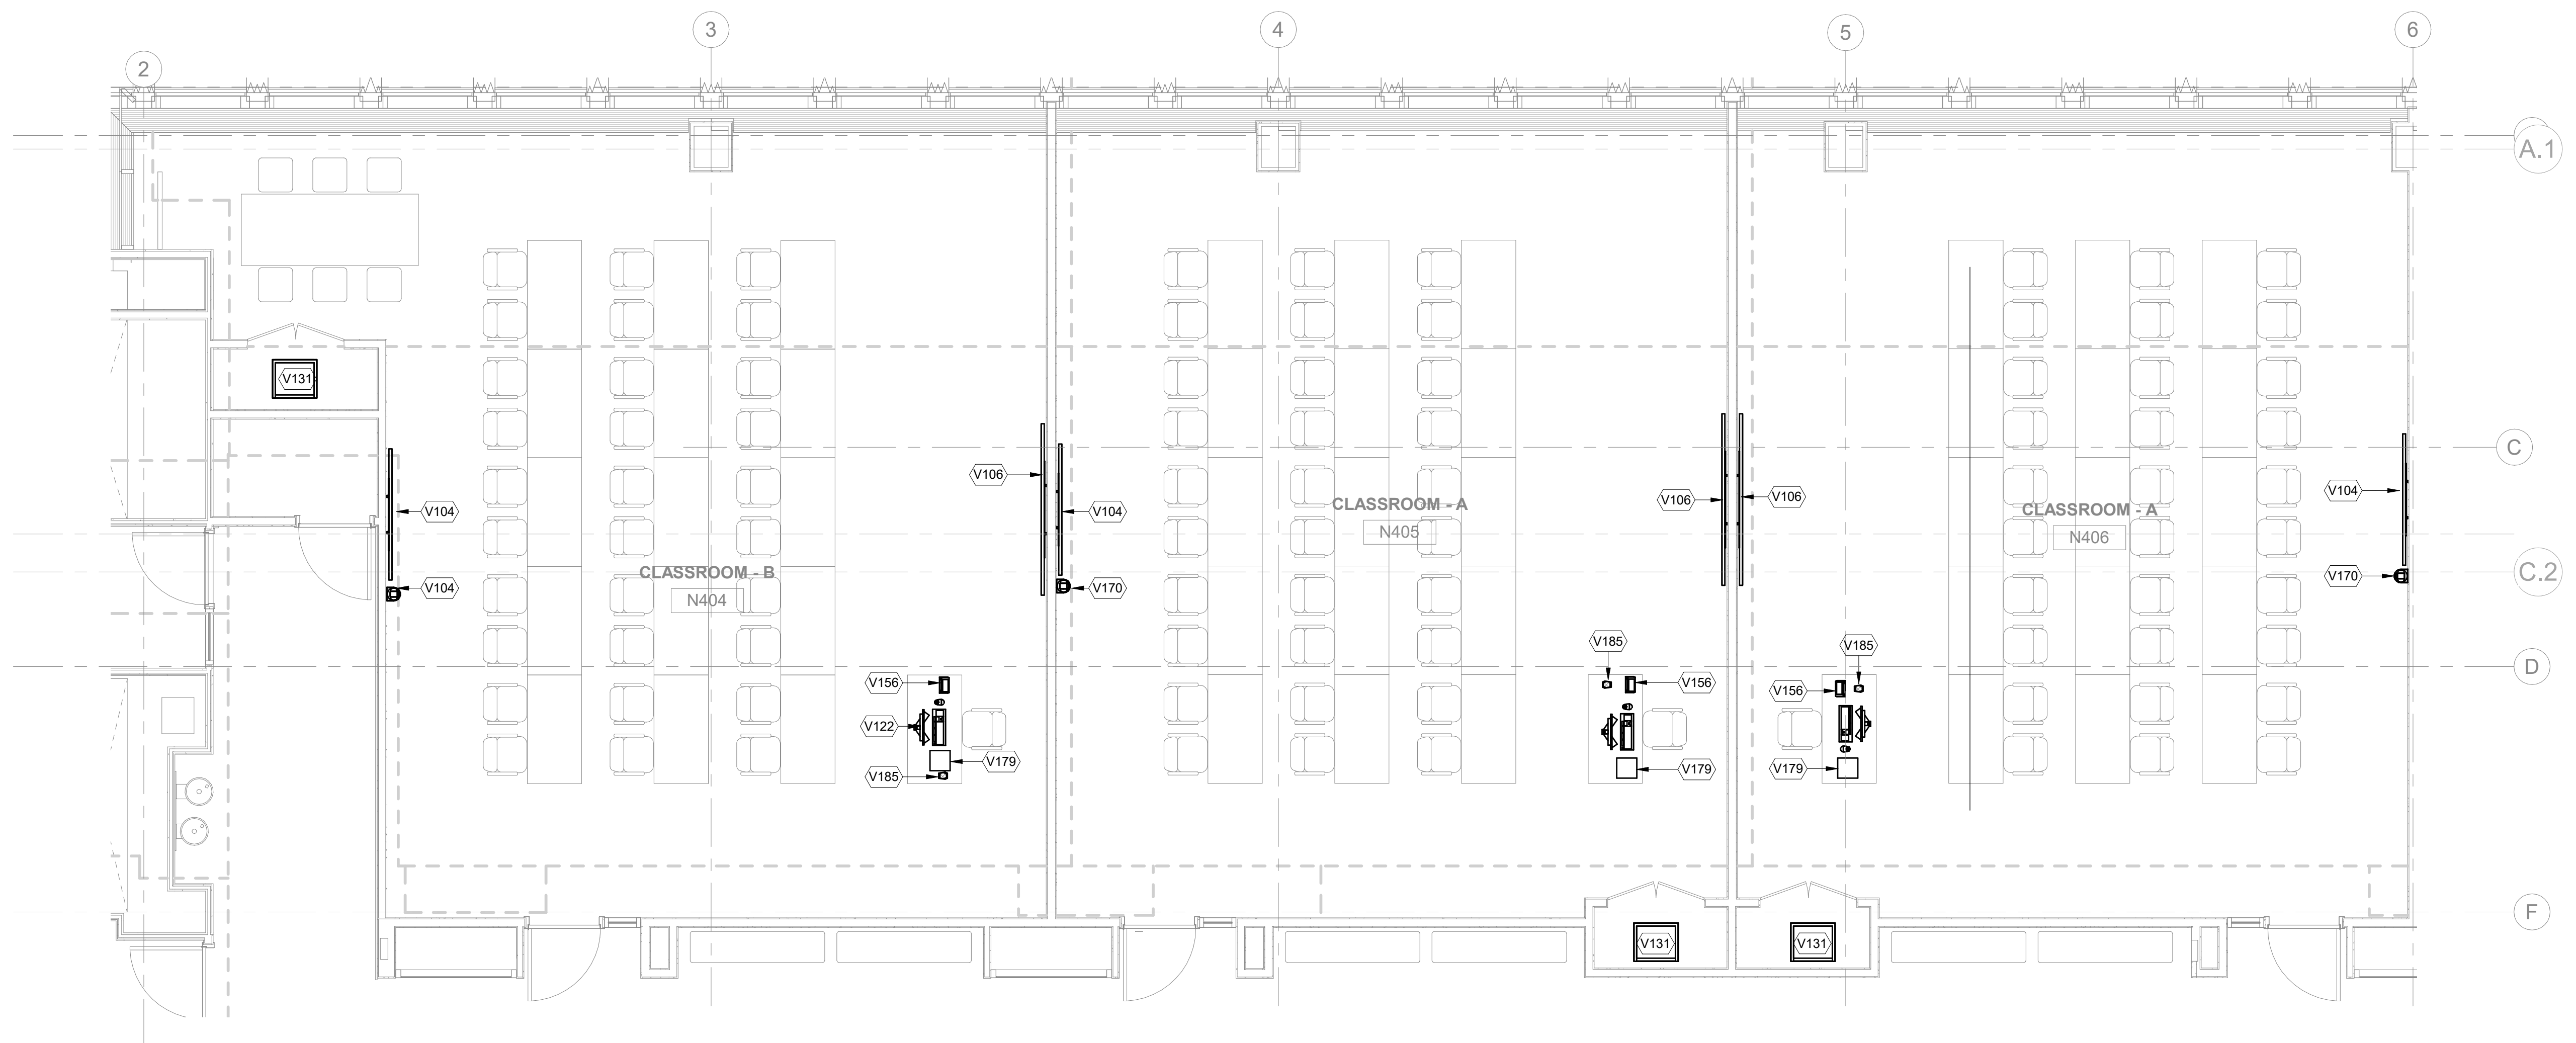 3
4
5
6
2
A.1
V131
C
V106
V104
V106
V106
V104
CLASSROOM - A
N405
CLASSROOM - A
N406
V104
CLASSROOM - B
N404
C.2
V104
V170
V170
V185
V185
D
V156
V156
V156
V122
V179
V179
V179
V185
F
V131
V131